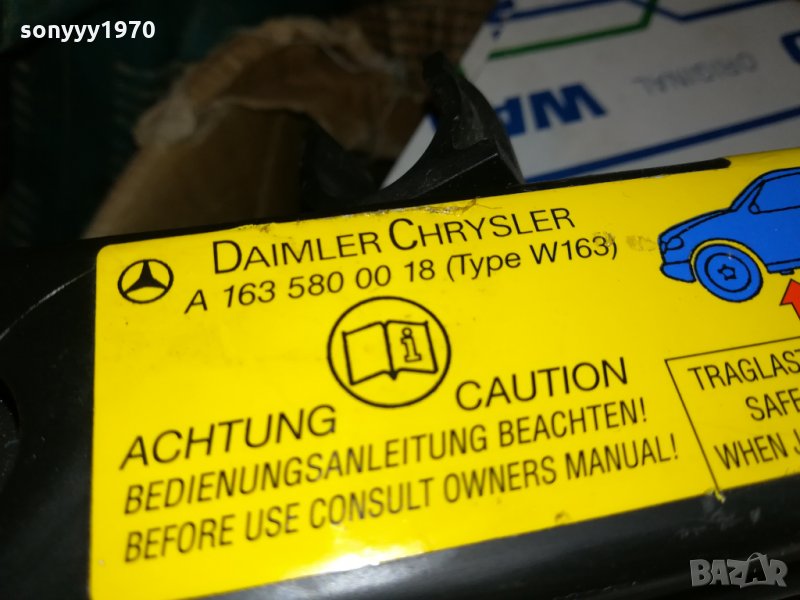 sonyyy1970
ORIGINAL
WA
DAIMLER CHRYSLER
A 163 580 00 18 (Type W163)
i
ACHTUNG CAUTION
BEDIENUNGSANLEITUNG BEACHTEN!
BEFORE USE CONSULT OWNERS MANUAL!
TRAGLAST
SAFE
WHEN J
BAZAR